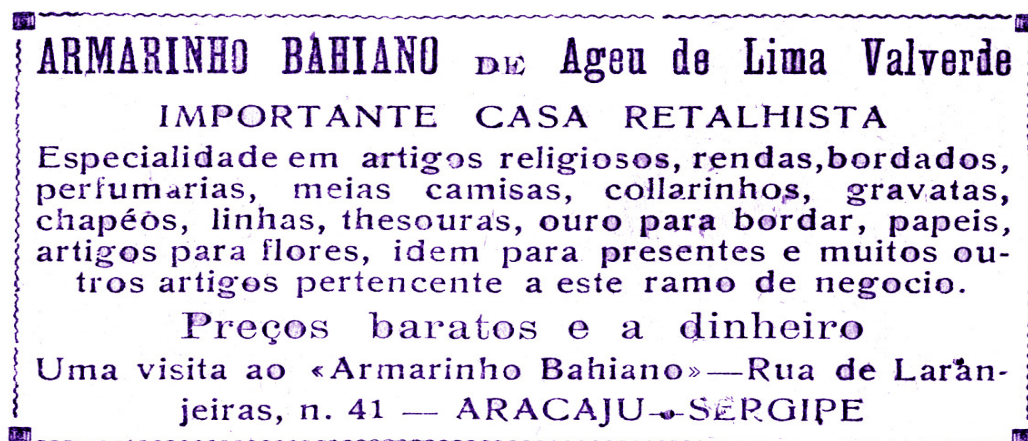 ARMARINHO BAHIANO DE Ageu de Lima Valverde
IMPORTANTE CASA RETALHISTA
Especialidade em artigos religiosos, rendas,bordados,
perfumarias, meias camisas, collarinhos, gravatas,
chapéos, linhas, thesouras, ouro para bordar, papeis,
artigos para flores, idem para presentes e muitos ou-
tros artigos pertencente a este ramo de negocio.
Preços baratos e a dinheiro
Uma visita ao «Armarinho Bahiano»—Rua de Laran-
jeiras, n. 41 — ARACAJU—SERGIPE